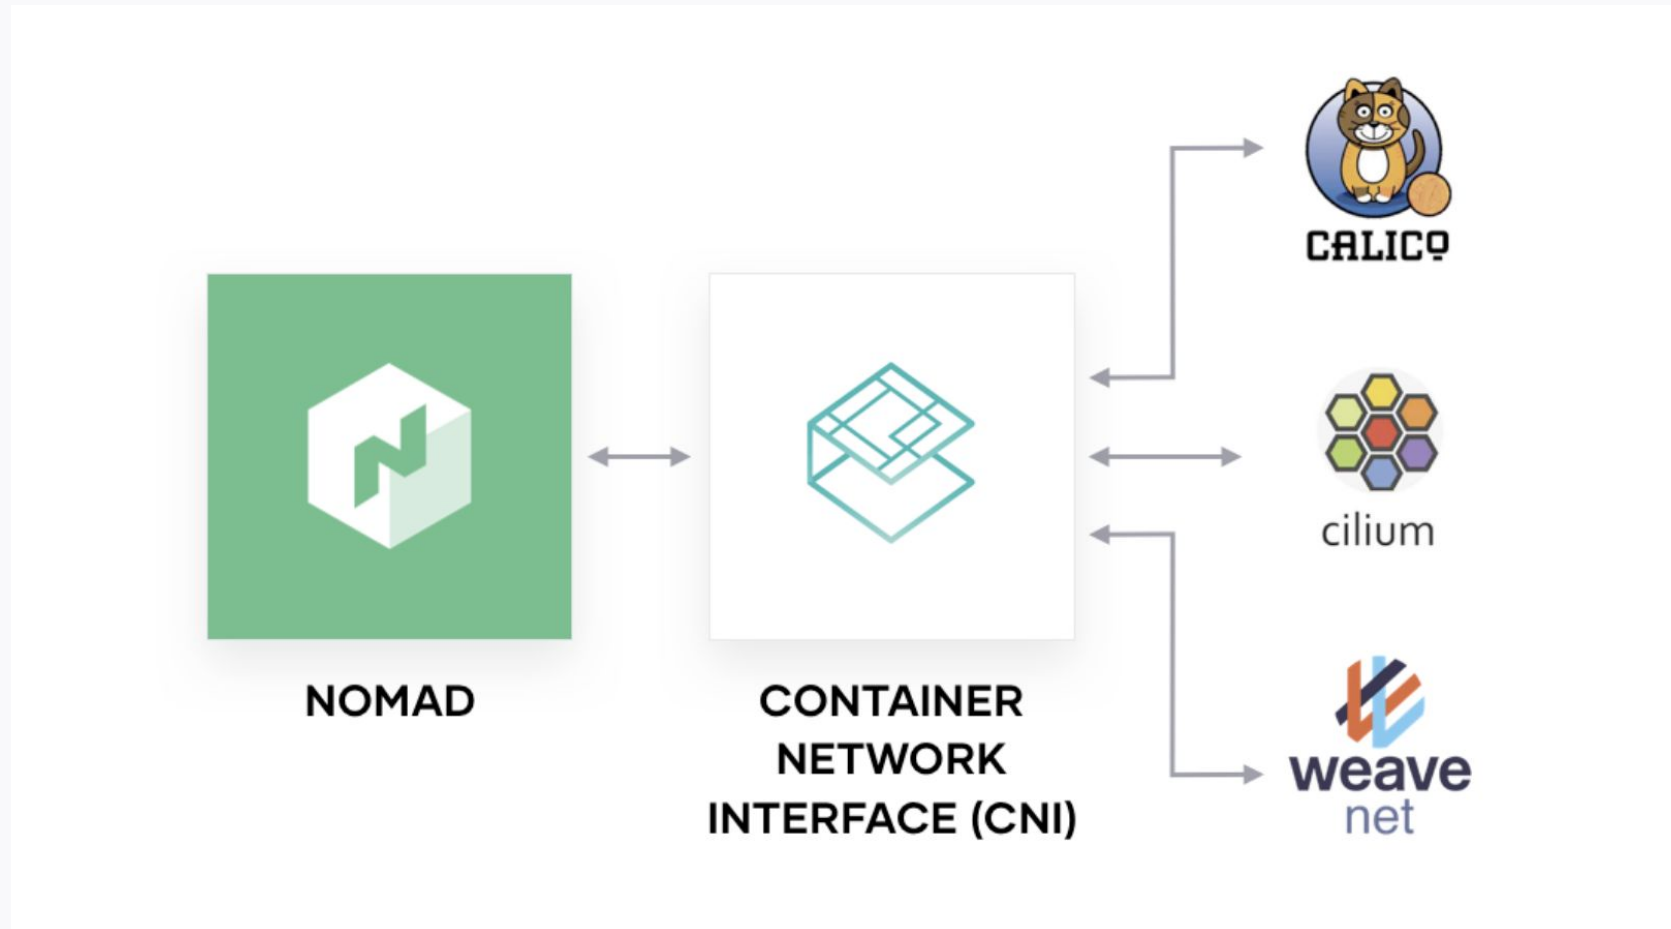 NOMAD
CONTAINER
NETWORK
INTERFACE (CNI)
CALICO
cilium
weave
net